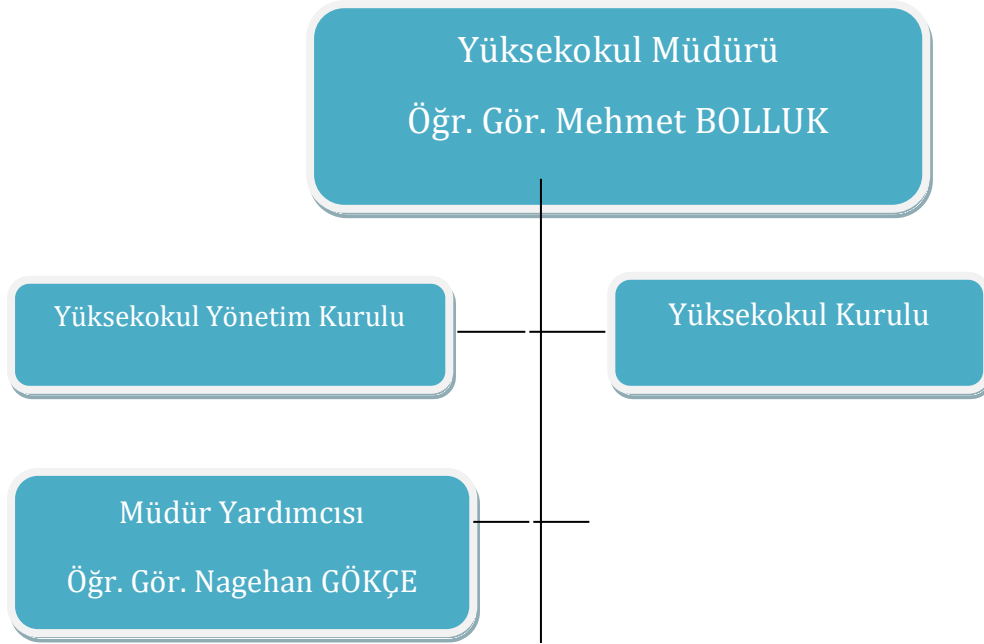 Yüksekokul Müdürü
Öğr. Gör. Mehmet BOLLUK
Yüksekokul Yönetim Kurulu
Yüksekokul Kurulu
Müdür Yardımcısı
Öğr. Gör. Nagehan GÖKÇE